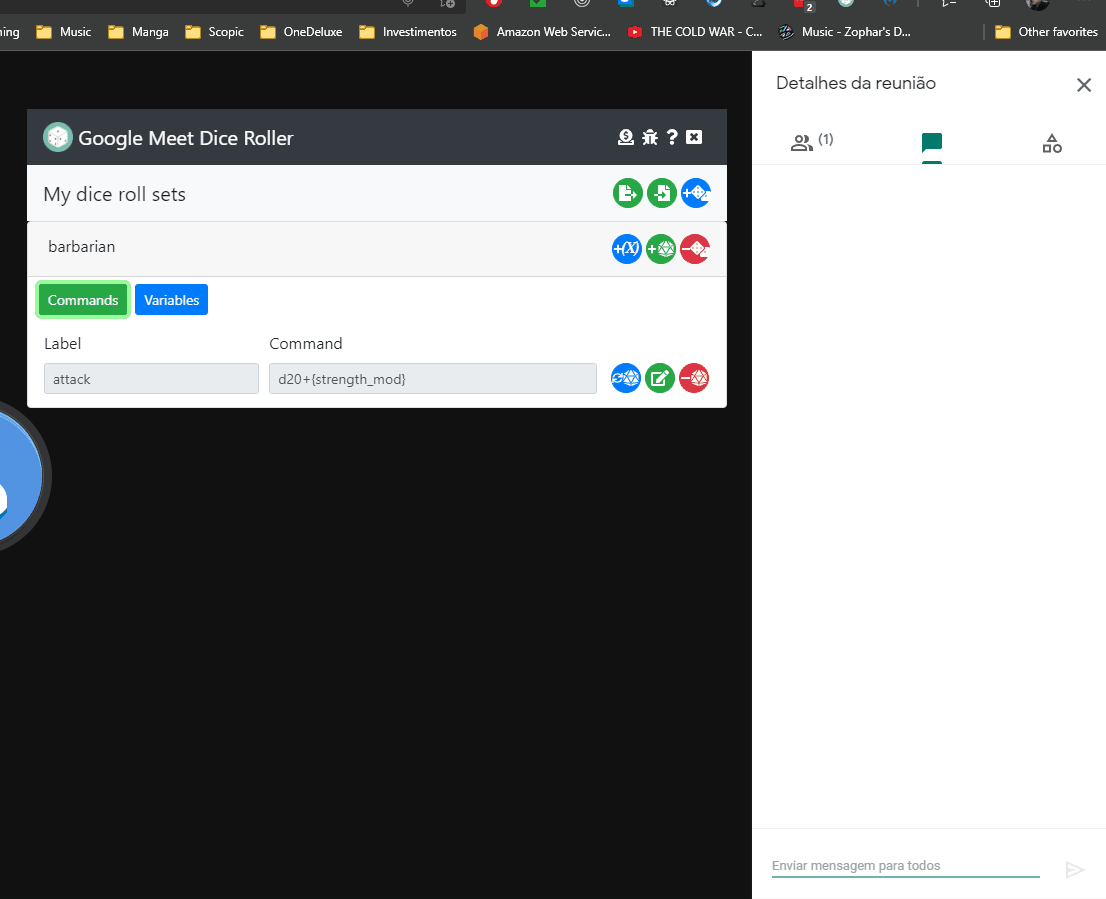 2
ning Music Manga Scopic OneDeluxe Investimentos Amazon Web Servic... THE COLD WAR - C... Music - Zophar's D... Other favorites
Detalhes da reunião
Google Meet Dice Roller
(1)
My dice roll sets
barbarian
+(X)
Commands Variables
Label Command
attack d20+{strength_mod}
Enviar mensagem para todos